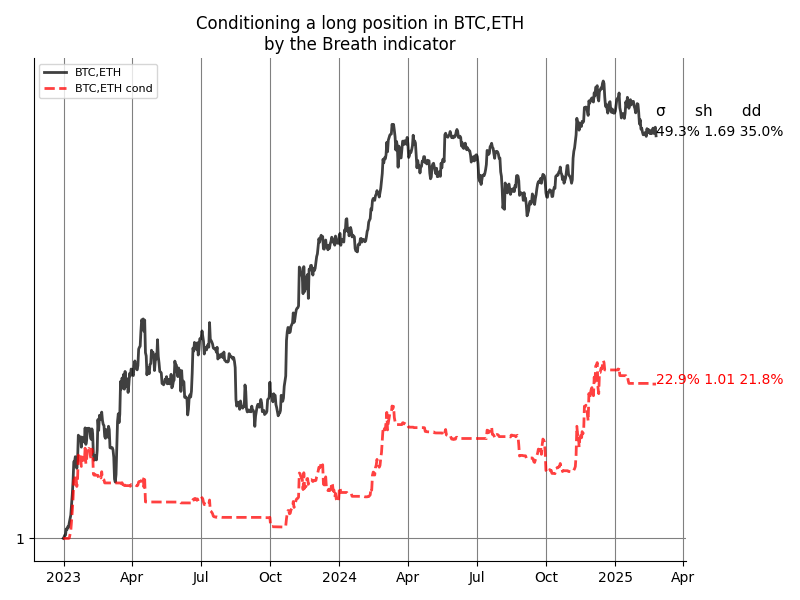 Conditioning a long position in BTC,ETH
by the Breath indicator
BTC,ETH
BTC,ETH cond
σ sh dd
49.3% 1.69 35.0%
22.9% 1.01 21.8%
1
2023 Apr Jul Oct 2024 Apr Jul Oct 2025 Apr